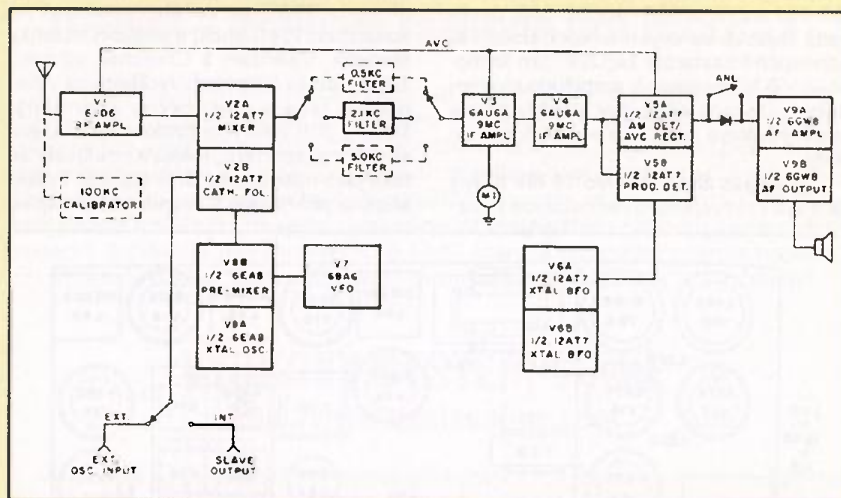 AVC
V1
6JD6
RF AMPL
100KC
CALIBRATOR
V2A
1/2 12AT7
MIXER
V2B
1/2 12AT7
CATH. FOL.
0.5KC
FILTER
2.1KC
FILTER
5.0KC
FILTER
V3
6AU6A
9MC
IF AMPL
M1
V4
6AU6A
9MC
IF AMPL
V5A
1/2 12AT7
AM DET/
AVC RECT.
V5B
1/2 12AT7
PROD. DET.
ANL
V9A
1/2 6GW8
AF AMPL
V9B
1/2 6GW8
AF OUTPUT
V8B
1/2 6EA8
PRE-MIXER
V8A
1/2 6EA8
XTAL OSC
V7
6BA6
VFO
V6A
1/2 12AT7
XTAL BFO
V6B
1/2 12AT7
XTAL BFO
EXT.
INT.
EXT.
OSC. INPUT
SLAVE
OUTPUT